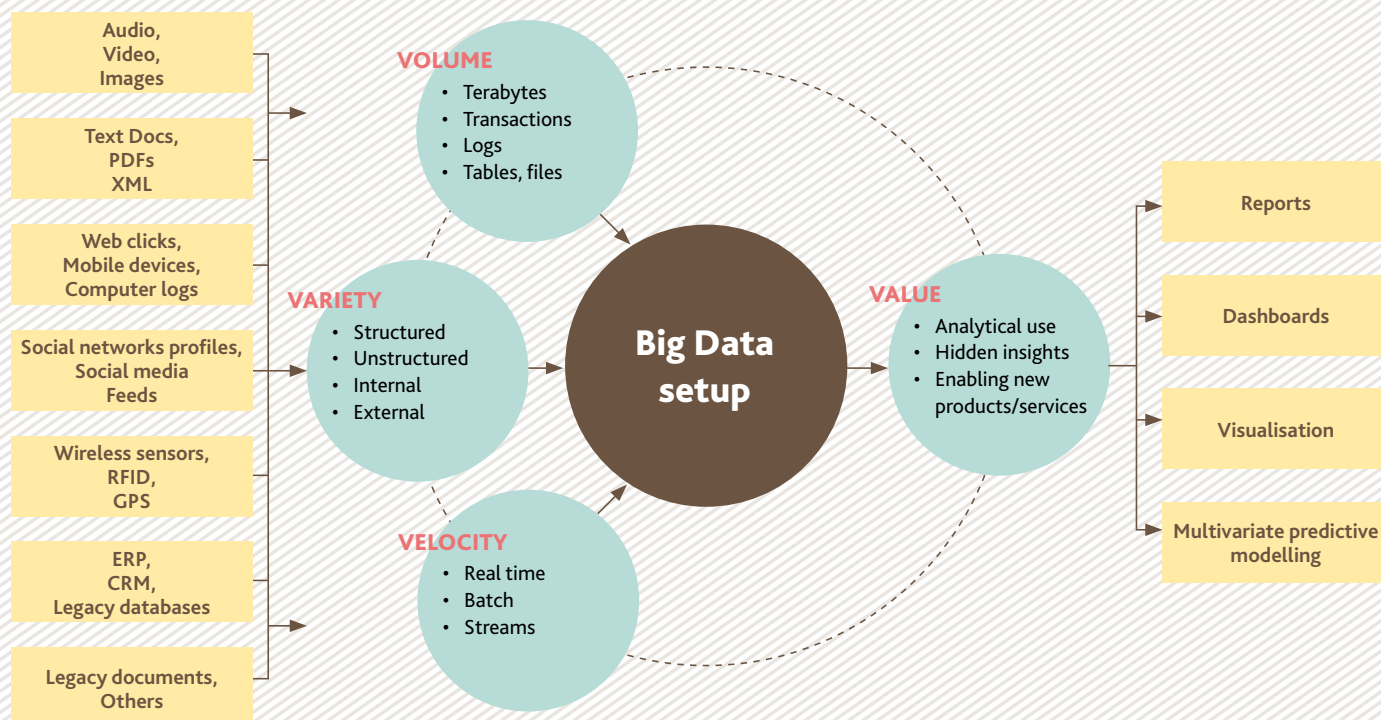 Audio,
Video,
Images
Text Docs,
PDFs
XML
Web clicks,
Mobile devices,
Computer logs
Social networks profiles,
Social media
Feeds
Wireless sensors,
RFID,
GPS
ERP,
CRM,
Legacy databases
Legacy documents,
Others
VOLUME
• Terabytes
• Transactions
• Logs
• Tables, files
VARIETY
• Structured
• Unstructured
• Internal
• External
VELOCITY
• Real time
• Batch
• Streams
Big Data
setup
VALUE
• Analytical use
• Hidden insights
• Enabling new
products/services
Reports
Dashboards
Visualisation
Multivariate predictive
modelling